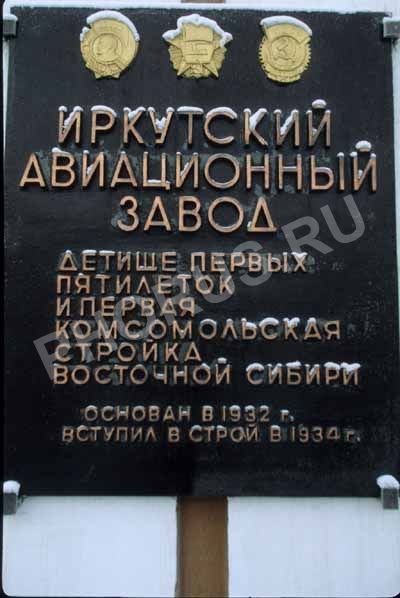 ИРКУТСКИЙ
АВИАЦИОННЫЙ
ЗАВОД
ДЕТИЩЕ ПЕРВЫХ
ПЯТИЛЕТОК
И ПЕРВАЯ
КОМСОМОЛЬСКАЯ
СТРОЙКА
ВОСТОЧНОЙ СИБИРИ
ОСНОВАН В 1932 г.
ВСТУПИЛ В СТРОЙ В 1934 г.